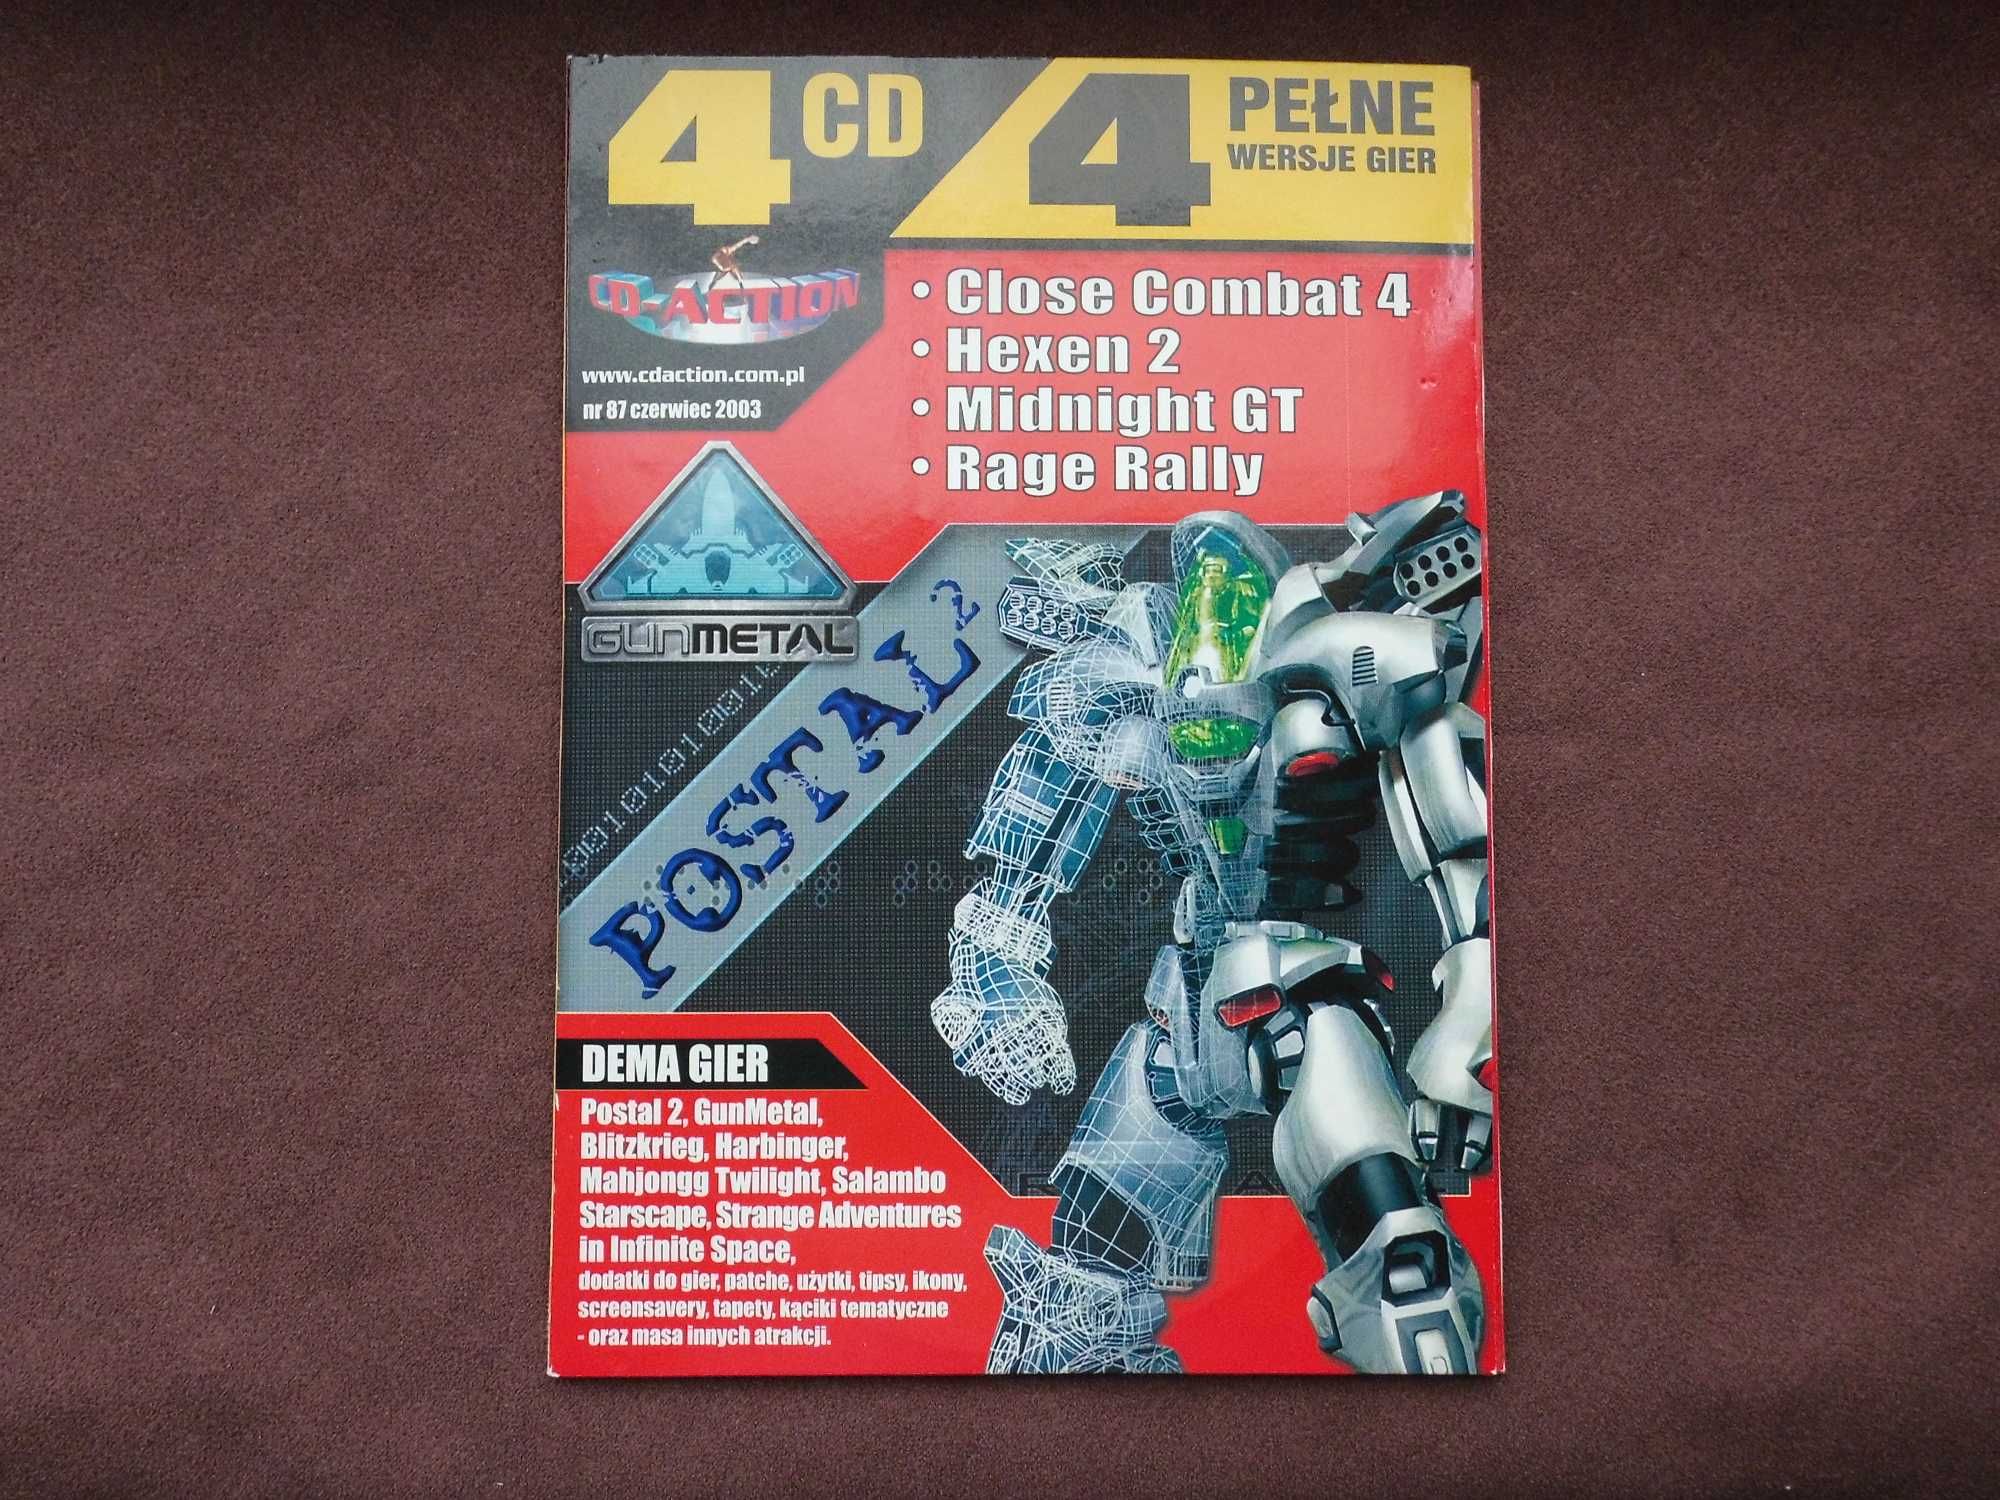 4 CD
4 PEŁNE
WERSJE GIER
CD-ACTION
www.cdaction.com.pl
nr 87 czerwiec 2003
• Close Combat 4
• Hexen 2
• Midnight GT
• Rage Rally
GUNMETAL
POSTAL 2
DEMA GIER
Postal 2, GunMetal,
Blitzkrieg, Harbinger,
Mahjongg Twilight, Salambo
Starscape, Strange Adventures
in Infinite Space,
dodatki do gier, patche, użytki, tipsy, ikony,
screensavery, tapety, kąciki tematyczne
- oraz masa innych atrakcji.